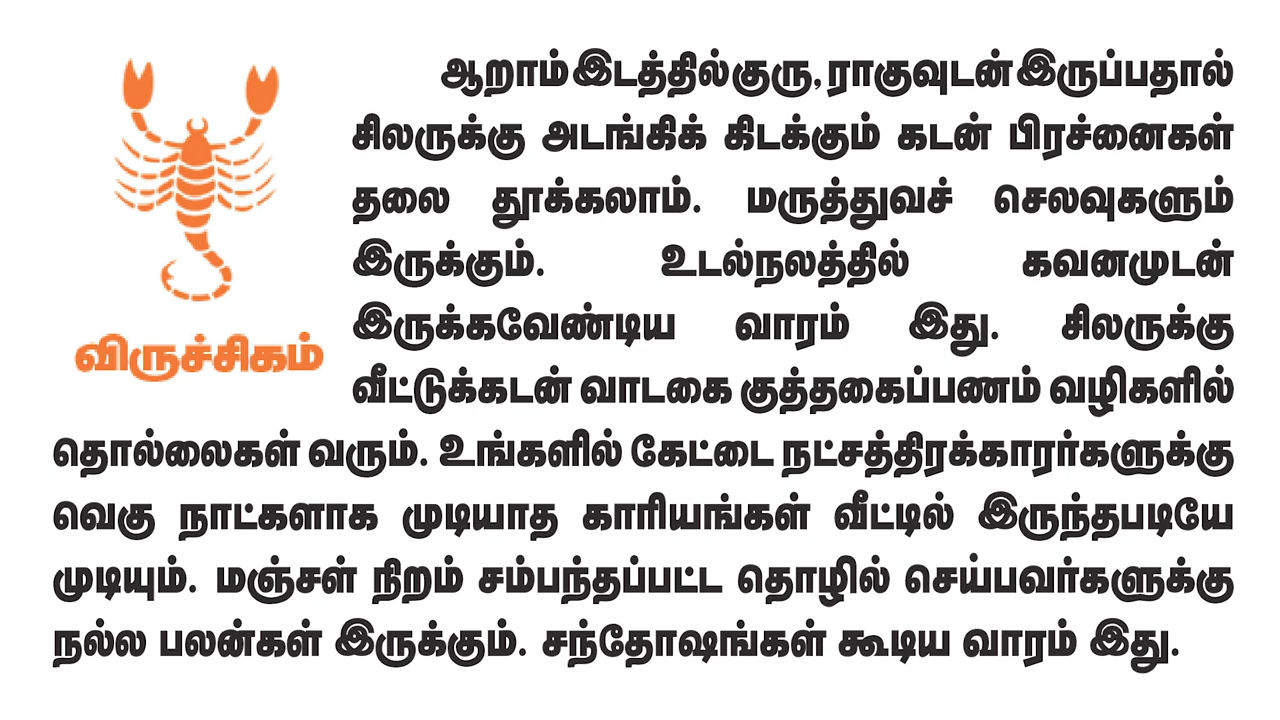 ஆறாம் இடத்தில் குரு, ராகுவுடன் இருப்பதால்
சிலருக்கு அடங்கிக் கிடக்கும் கடன் பிரச்னைகள்
தலை தூக்கலாம். மருத்துவச் செலவுகளும்
இருக்கும். உடல்நலத்தில் கவனமுடன்
இருக்கவேண்டிய வாரம் இது. சிலருக்கு
வீட்டுக்கடன் வாடகை குத்தகைப்பணம் வழிகளில்
விருச்சிகம்
தொல்லைகள் வரும். உங்களில் கேட்டை நட்சத்திரக்காரர்களுக்கு
வெகு நாட்களாக முடியாத காரியங்கள் வீட்டில் இருந்தபடியே
முடியும். மஞ்சள் நிறம் சம்பந்தப்பட்ட தொழில் செய்பவர்களுக்கு
நல்ல பலன்கள் இருக்கும். சந்தோஷங்கள் கூடிய வாரம் இது.